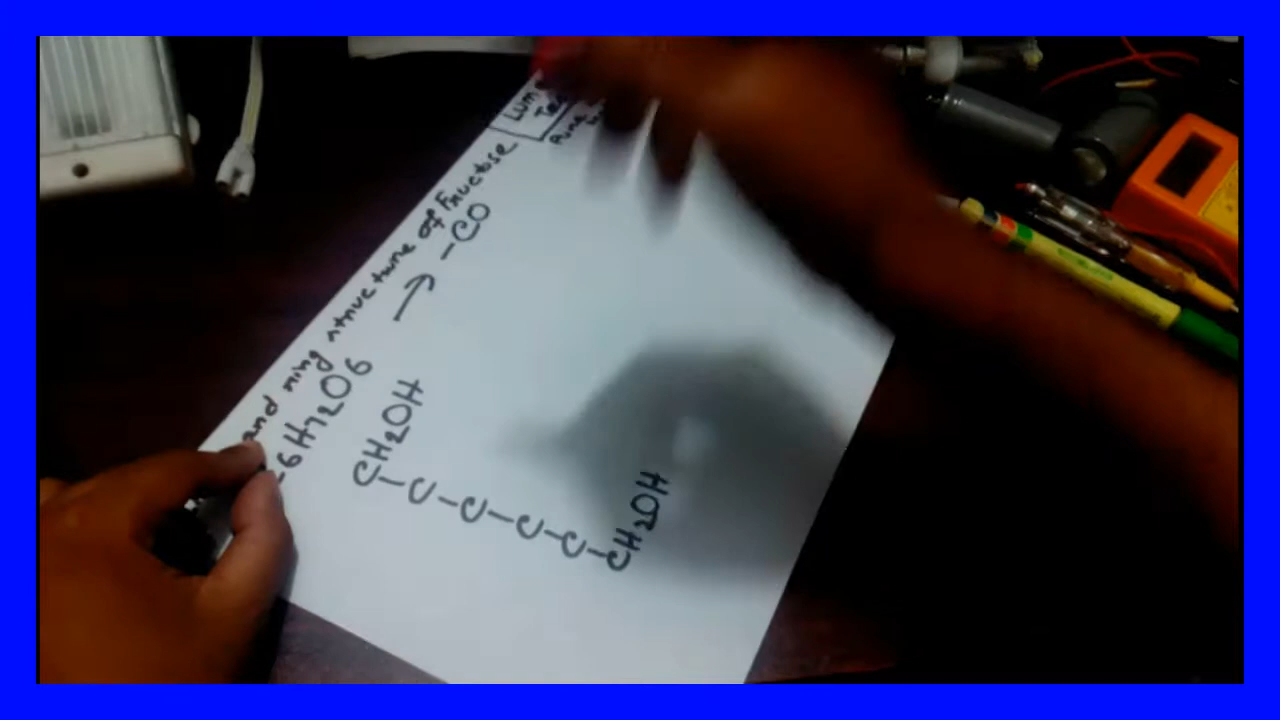 and ring structure of Fructose
C6H12O6 → -CO
CH2OH
C
C
C
C
CH2OH